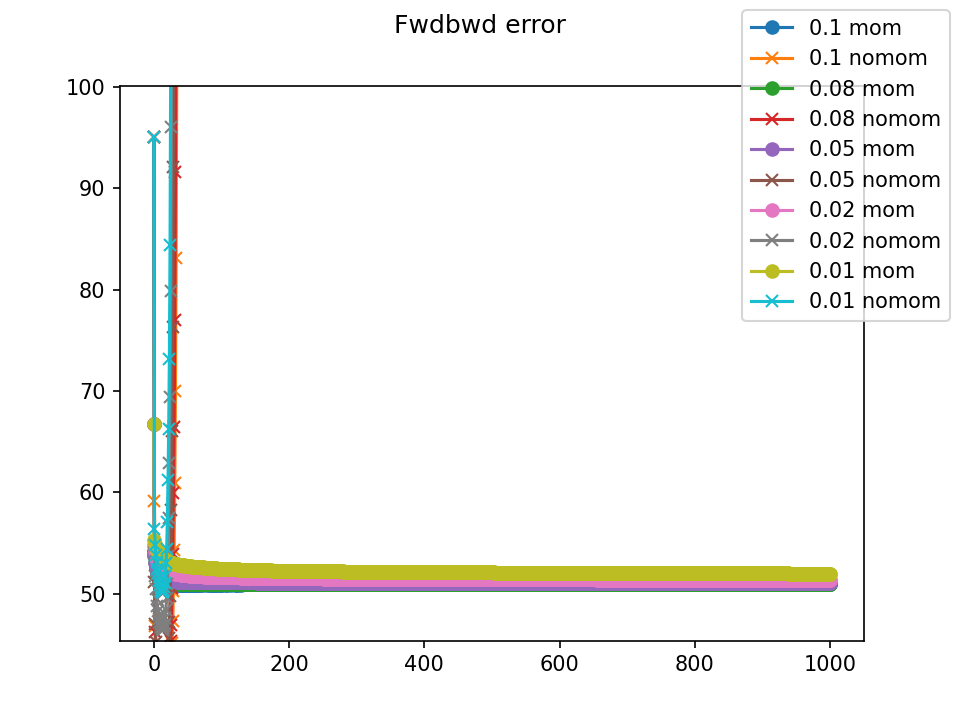 Fwdbwd error
0.1 mom
0.1 nomom
0.08 mom
0.08 nomom
0.05 mom
0.05 nomom
0.02 mom
0.02 nomom
0.01 mom
0.01 nomom
100
90
80
70
60
50
0 200 400 600 800 1000